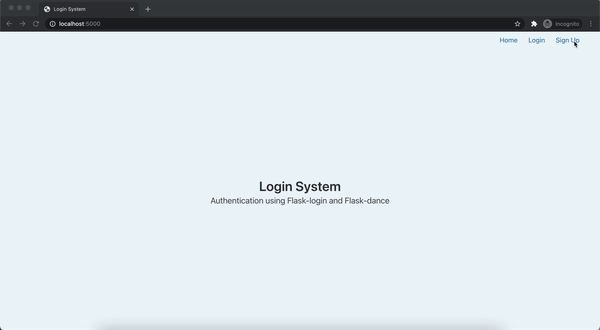 Login System
localhost:5000
Incognito
Home Login Sign Up
Login System
Authentication using Flask-login and Flask-dance